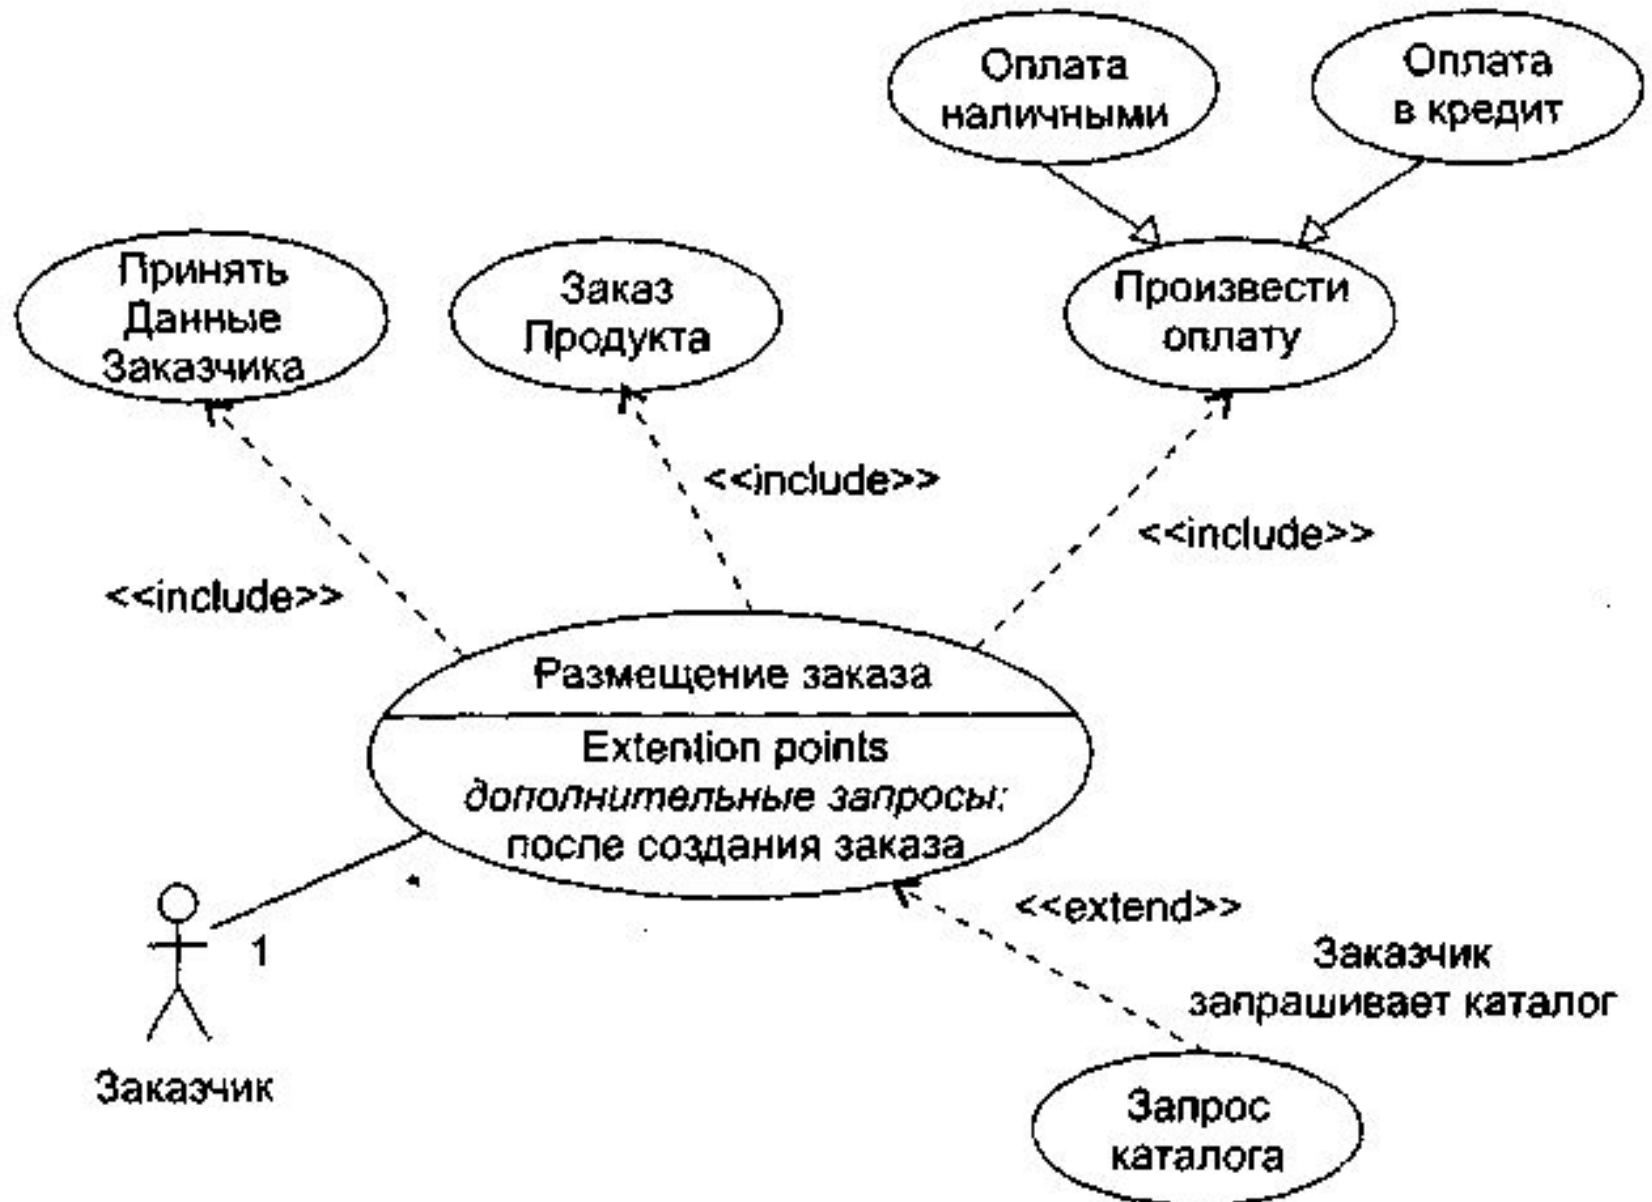 Оплата
наличными
Оплата
в кредит
Принять
Данные
Заказчика
Заказ
Продукта
Произвести
оплату
<<include>>
<<include>>
<<include>>
Размещение заказа
Extention points
дополнительные запросы:
после создания заказа
*
1
Заказчик
<<extend>>
Заказчик
запрашивает каталог
Запрос
каталога